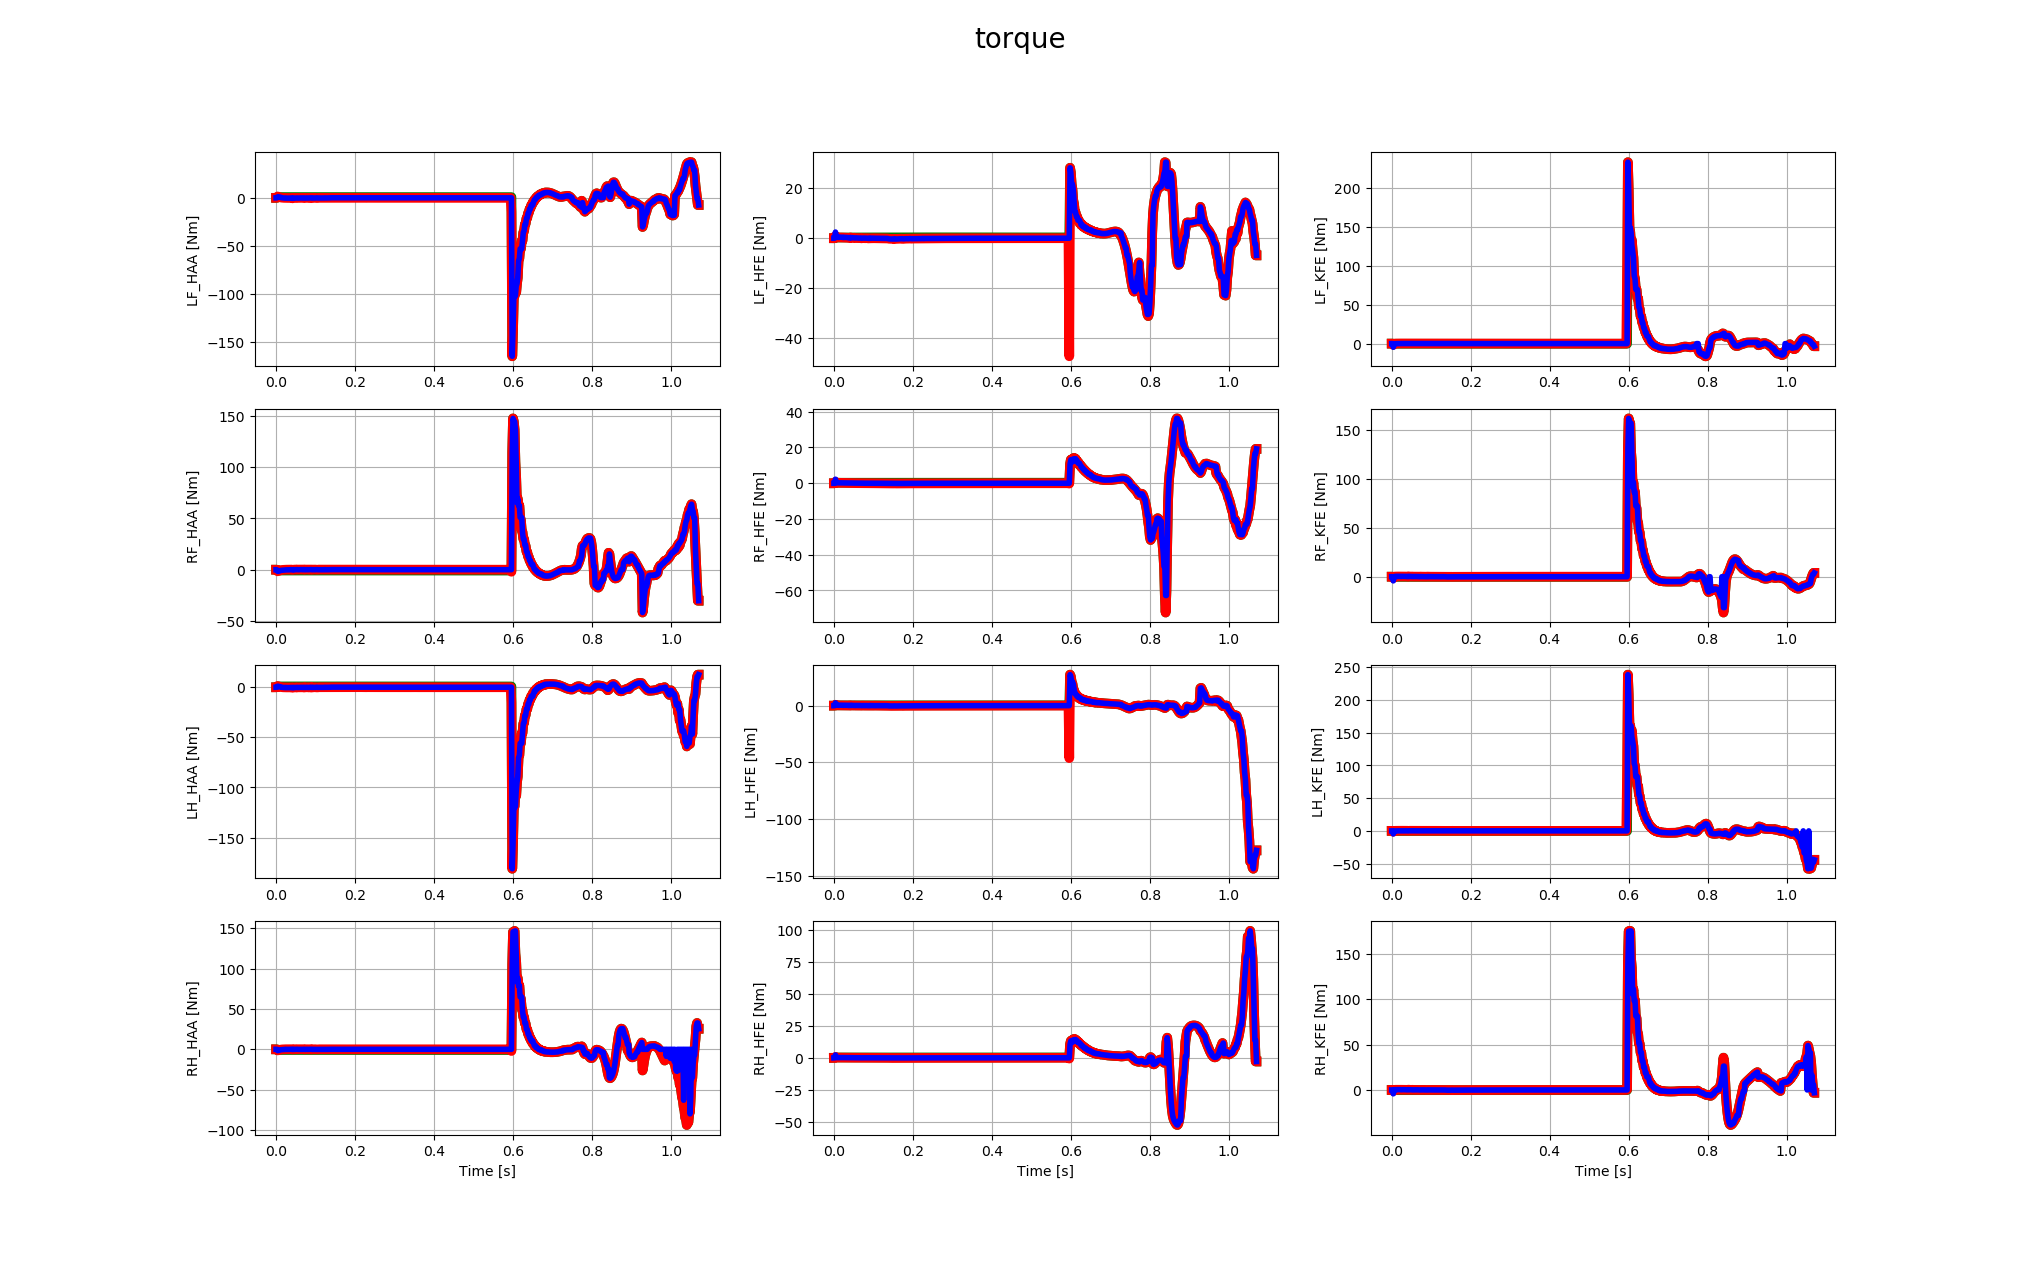 torque
LF_HAA [Nm]
0
−50
−100
−150
0.0 0.2 0.4 0.6 0.8 1.0
LF_HFE [Nm]
20
0
−20
−40
0.0 0.2 0.4 0.6 0.8 1.0
LF_KFE [Nm]
200
150
100
50
0
0.0 0.2 0.4 0.6 0.8 1.0
RF_HAA [Nm]
150
100
50
0
−50
0.0 0.2 0.4 0.6 0.8 1.0
RF_HFE [Nm]
40
20
0
−20
−40
−60
0.0 0.2 0.4 0.6 0.8 1.0
RF_KFE [Nm]
150
100
50
0
0.0 0.2 0.4 0.6 0.8 1.0
LH_HAA [Nm]
0
−50
−100
−150
0.0 0.2 0.4 0.6 0.8 1.0
LH_HFE [Nm]
0
−50
−100
−150
0.0 0.2 0.4 0.6 0.8 1.0
LH_KFE [Nm]
250
200
150
100
50
0
−50
0.0 0.2 0.4 0.6 0.8 1.0
RH_HAA [Nm]
150
100
50
0
−50
−100
0.0 0.2 0.4 0.6 0.8 1.0
Time [s]
RH_HFE [Nm]
100
75
50
25
0
−25
−50
0.0 0.2 0.4 0.6 0.8 1.0
Time [s]
RH_KFE [Nm]
150
100
50
0
0.0 0.2 0.4 0.6 0.8 1.0
Time [s]